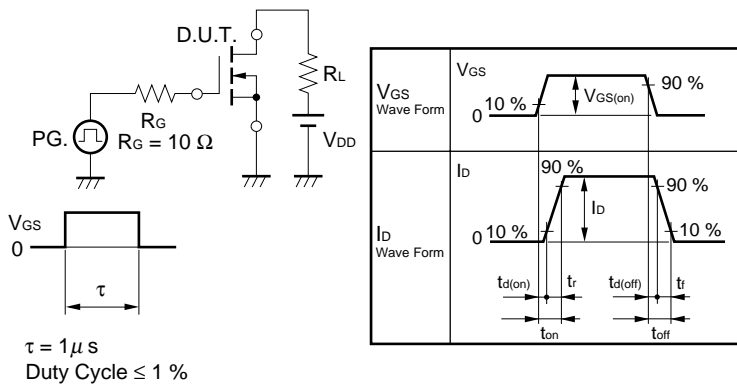 D.U.T.
RL
RG
RG = 10 Ω
PG.
VDD
VGS
0
τ
τ = 1μ s
Duty Cycle ≤ 1 %
VGS
Wave Form
VGS
10 %
0
VGS(on)
90 %
ID
Wave Form
ID
90 %
90 %
ID
0
10 %
10 %
td(on)
tr
td(off)
tf
ton
toff